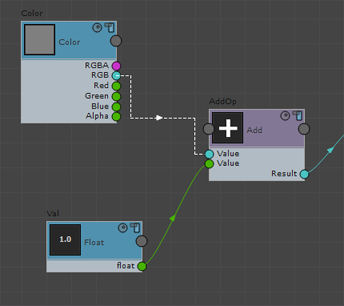 Color
Color
RGBA
RGB
Red
Green
Blue
Alpha
AddOp
Add
Value
Value
Result
Val
1.0
Float
float